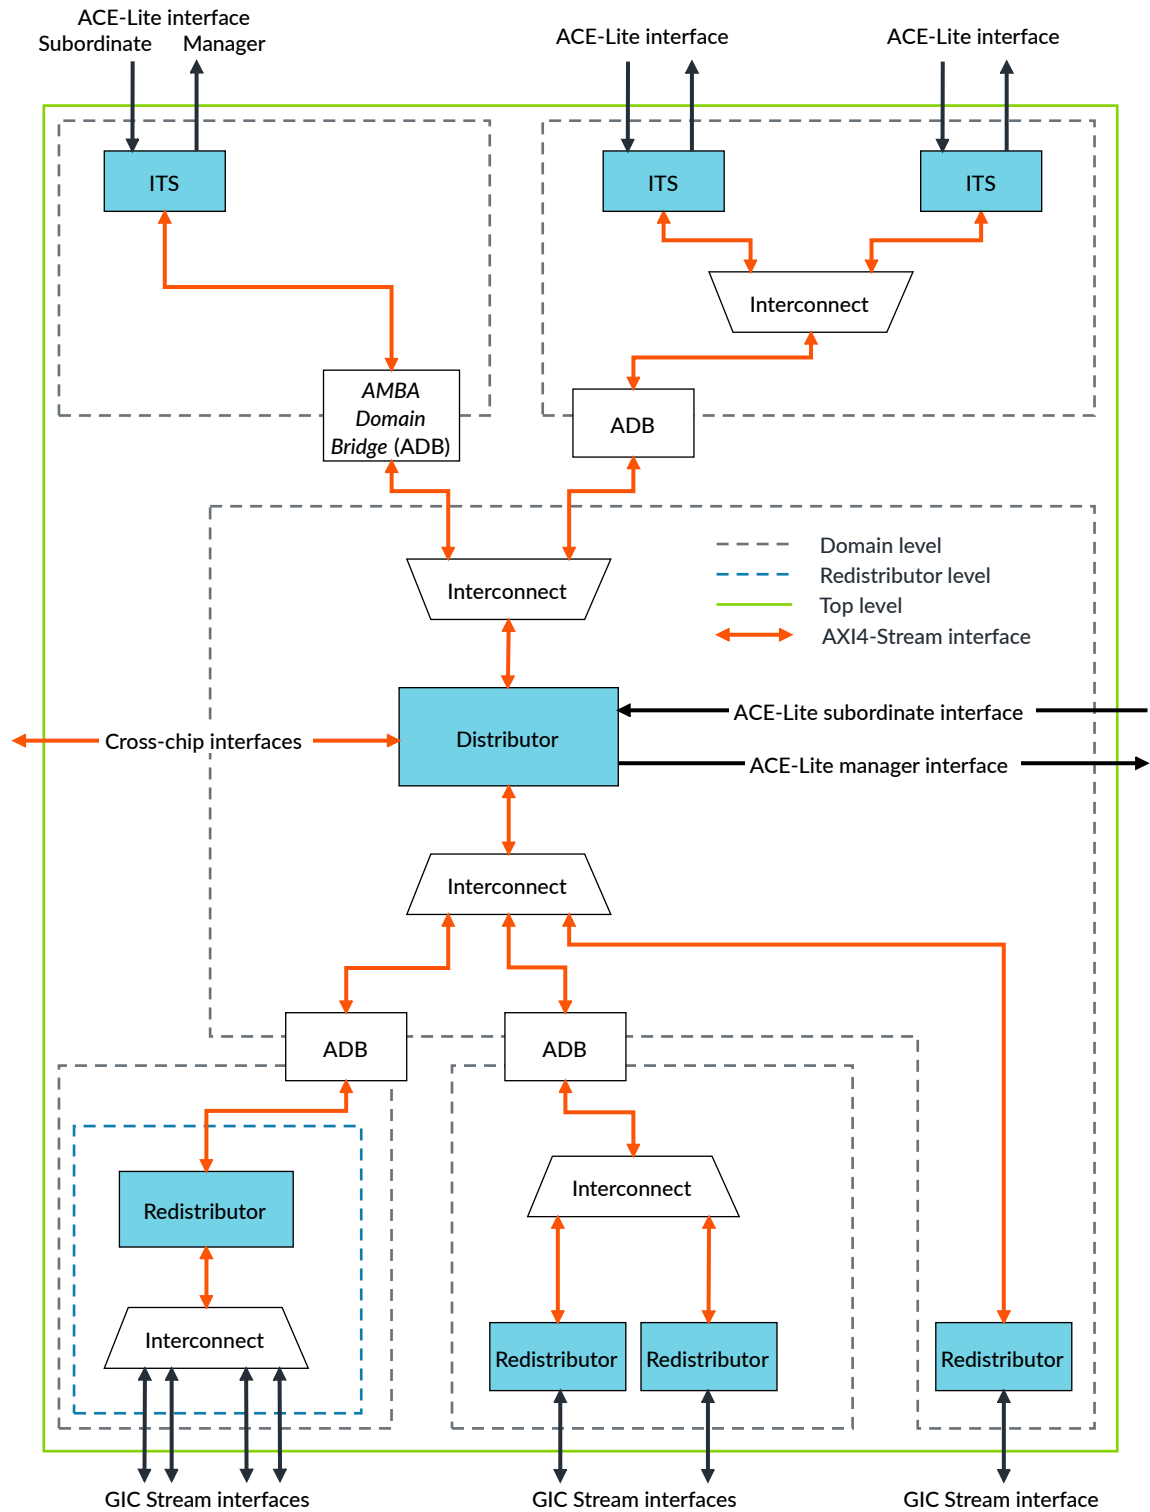 ACE-Lite interface
Subordinate Manager
ACE-Lite interface
ACE-Lite interface
ITS
ITS
ITS
Interconnect
AMBA
Domain
Bridge (ADB)
ADB
Interconnect
Domain level
Redistributor level
Top level
AXI4-Stream interface
Distributor
ACE-Lite subordinate interface
Cross-chip interfaces
ACE-Lite manager interface
Interconnect
ADB
ADB
Redistributor
Interconnect
Interconnect
Redistributor
Redistributor
Redistributor
GIC Stream interfaces
GIC Stream interfaces
GIC Stream interface